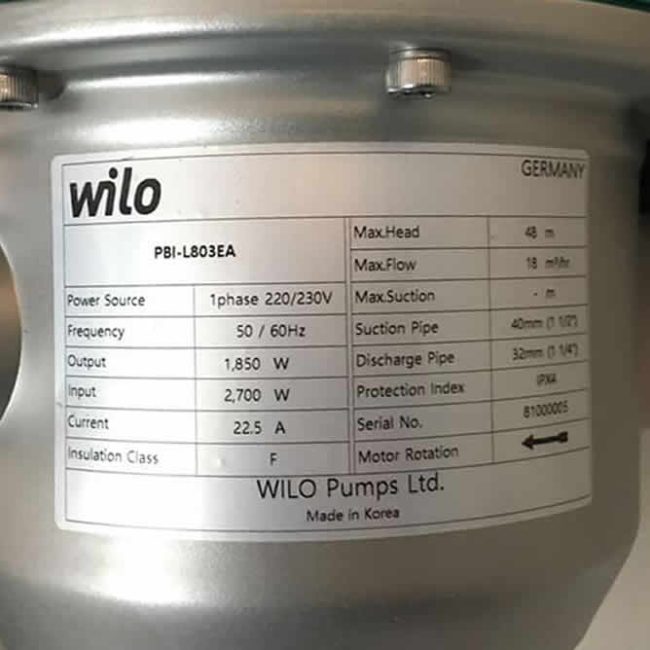 wilo
GERMANY
PBI-L803EA
Max.Head 48 m
Max.Flow 18 m³/hr
Power Source 1phase 220/230V Max.Suction - m
Frequency 50 / 60Hz Suction Pipe 40mm (1 1/2")
Output 1,850 W Discharge Pipe 32mm (1 1/4")
Input 2,700 W Protection Index IPX4
Current 22.5 A Serial No. 81000005
Insulation Class F Motor Rotation
WILO Pumps Ltd.
Made in Korea